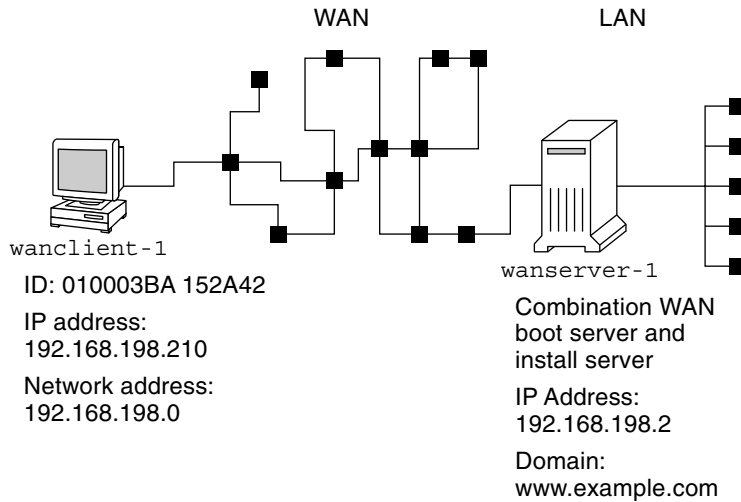 WAN
LAN
wanclient-1
ID: 010003BA 152A42
IP address:
192.168.198.210
Network address:
192.168.198.0
wanserver-1
Combination WAN
boot server and
install server
IP Address:
192.168.198.2
Domain:
www.example.com